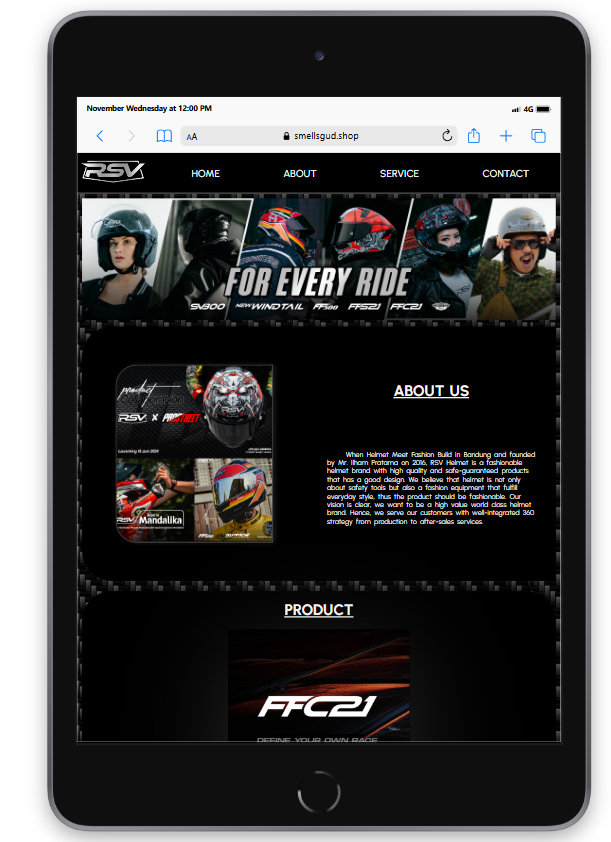 November Wednesday at 12:00 PM
4G
AA
smellsgud.shop
RSV
HOME
ABOUT
SERVICE
CONTACT
FOR EVERY RIDE
SV300 NEW WINDTAIL FF500 FFS21 FFC21
product
RSV X PROSTREET
Launching 15 Juni 2024
RSV
Mandalika
ABOUT US
When Helmet Meet Fashion Build in Bandung and founded
by Mr. Ilham Pratama on 2016, RSV Helmet is a fashionable
helmet brand with high quality and safe-guaranteed products
that has a good design. We believe that helmet is not only
about safety tools but also a fashion equipment that fulfill
everyday style, thus the product should be fashionable. Our
vision is clear, we want to be a high value world class helmet
brand. Hence, we serve our customers with well-integrated 360
strategy from production to after-sales services.
PRODUCT
FFC21
DEFINE YOUR OWN RACE